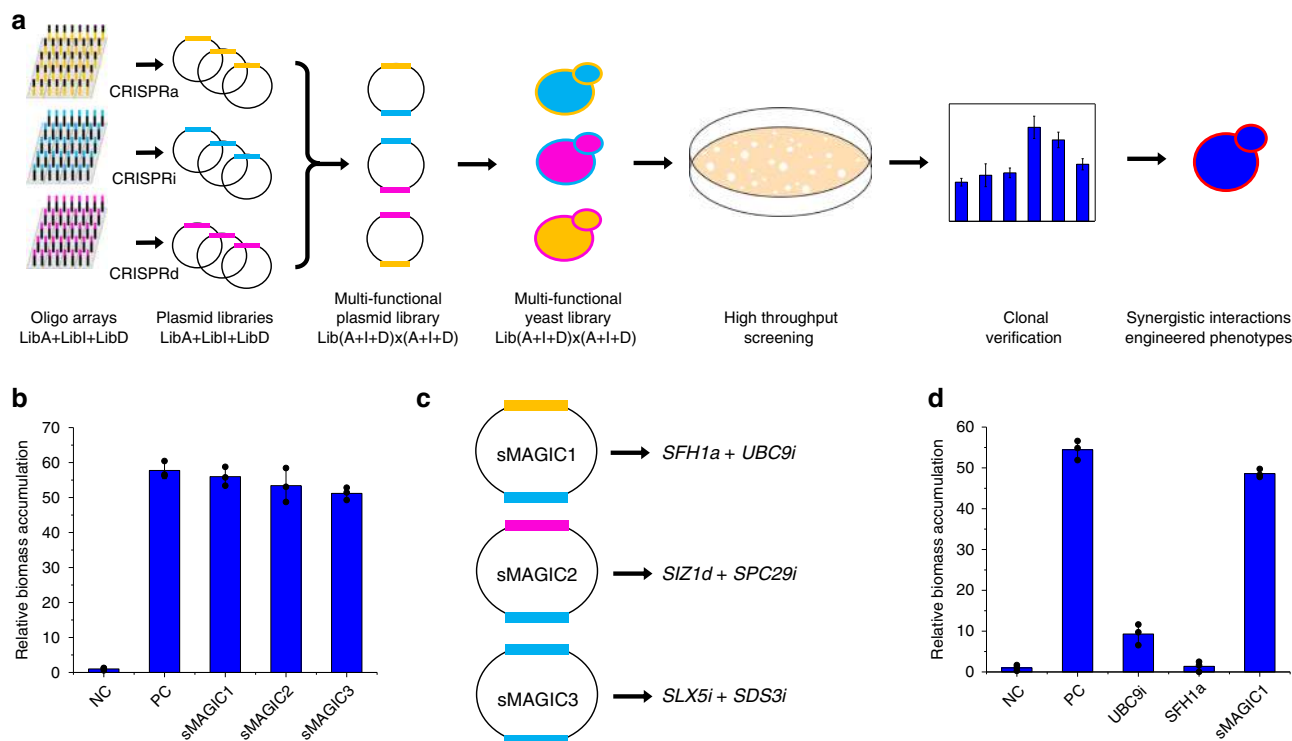 a
CRISPRa
CRISPRi
CRISPRd
Oligo arrays
LibA+LibI+LibD
Plasmid libraries
LibA+LibI+LibD
Multi-functional
plasmid library
Lib(A+I+D)x(A+I+D)
Multi-functional
yeast library
Lib(A+I+D)x(A+I+D)
High throughput
screening
Clonal
verification
Synergistic interactions
engineered phenotypes
b
Relative biomass accumulation
70
60
50
40
30
20
10
0
NC
PC
sMAGIC1
sMAGIC2
sMAGIC3
c
sMAGIC1
SFH1a + UBC9i
sMAGIC2
SIZ1d + SPC29i
sMAGIC3
SLX5i + SDS3i
d
Relative biomass accumulation
60
50
40
30
20
10
0
NC
PC
UBC9i
SFH1a
sMAGIC1